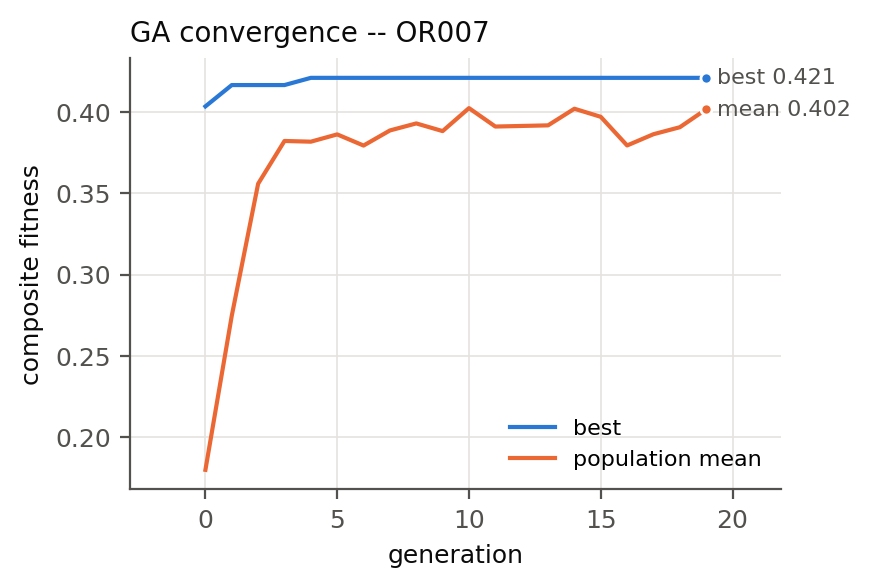 GA convergence -- OR007
composite fitness
0.40
0.35
0.30
0.25
0.20
best 0.421
mean 0.402
best
population mean
0 5 10 15 20
generation